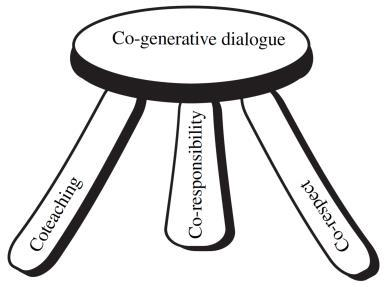 Co-generative dialogue
Coteaching
Co-responsibility
Co-respect